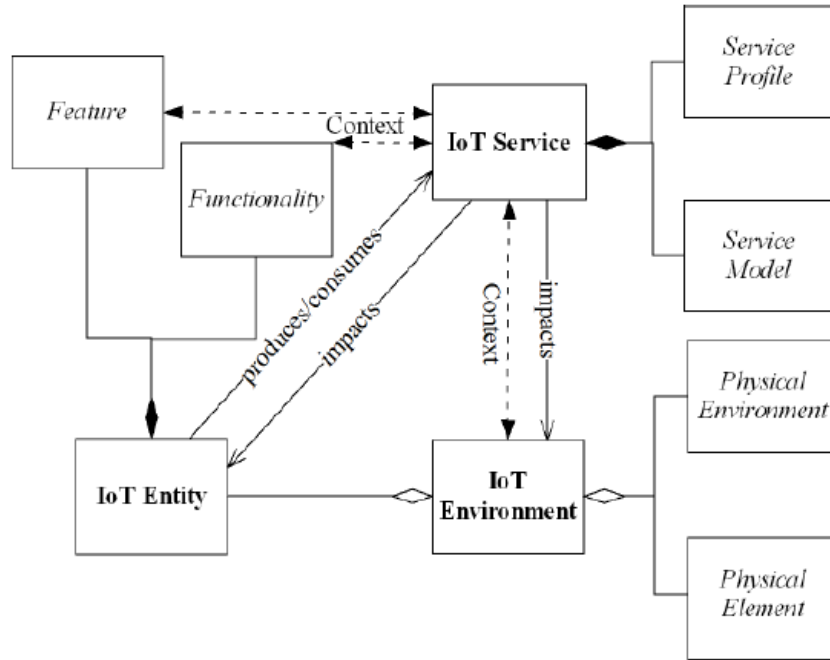 Service
Profile
Feature
Context
IoT Service
Functionality
Service
Model
produces/consumes
impacts
Context
impacts
Physical
Environment
IoT Entity
IoT
Environment
Physical
Element